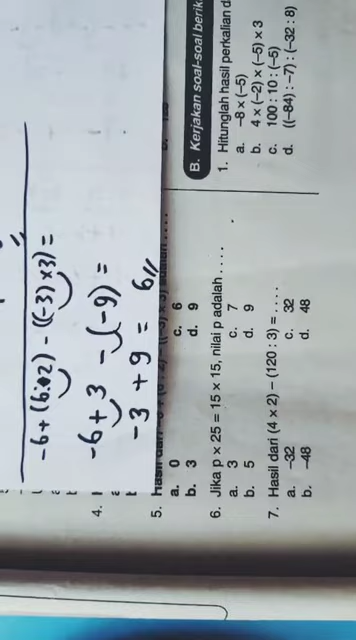 -6+(6:2) - ((-3)×3) =
-6+3 - (-9) =
-3 + 9 = 6
4.
5.
a. 0
b. 3
c. 6
d. 9
6. Jika p × 25 = 15 × 15, nilai p adalah . . . .
a. 3
b. 5
c. 7
d. 9
7. Hasil dari (4 × 2) – (120 : 3) = . . . .
a. –32
b. –48
c. 32
d. 48
B. Kerjakan soal-soal berik
1. Hitunglah hasil perkalian d
a. –8 × (–5)
b. 4 × (–2) × (–5) × 3
c. 100 : 10 : (–5)
d. ((–84) : –7) : (–32 : 8)